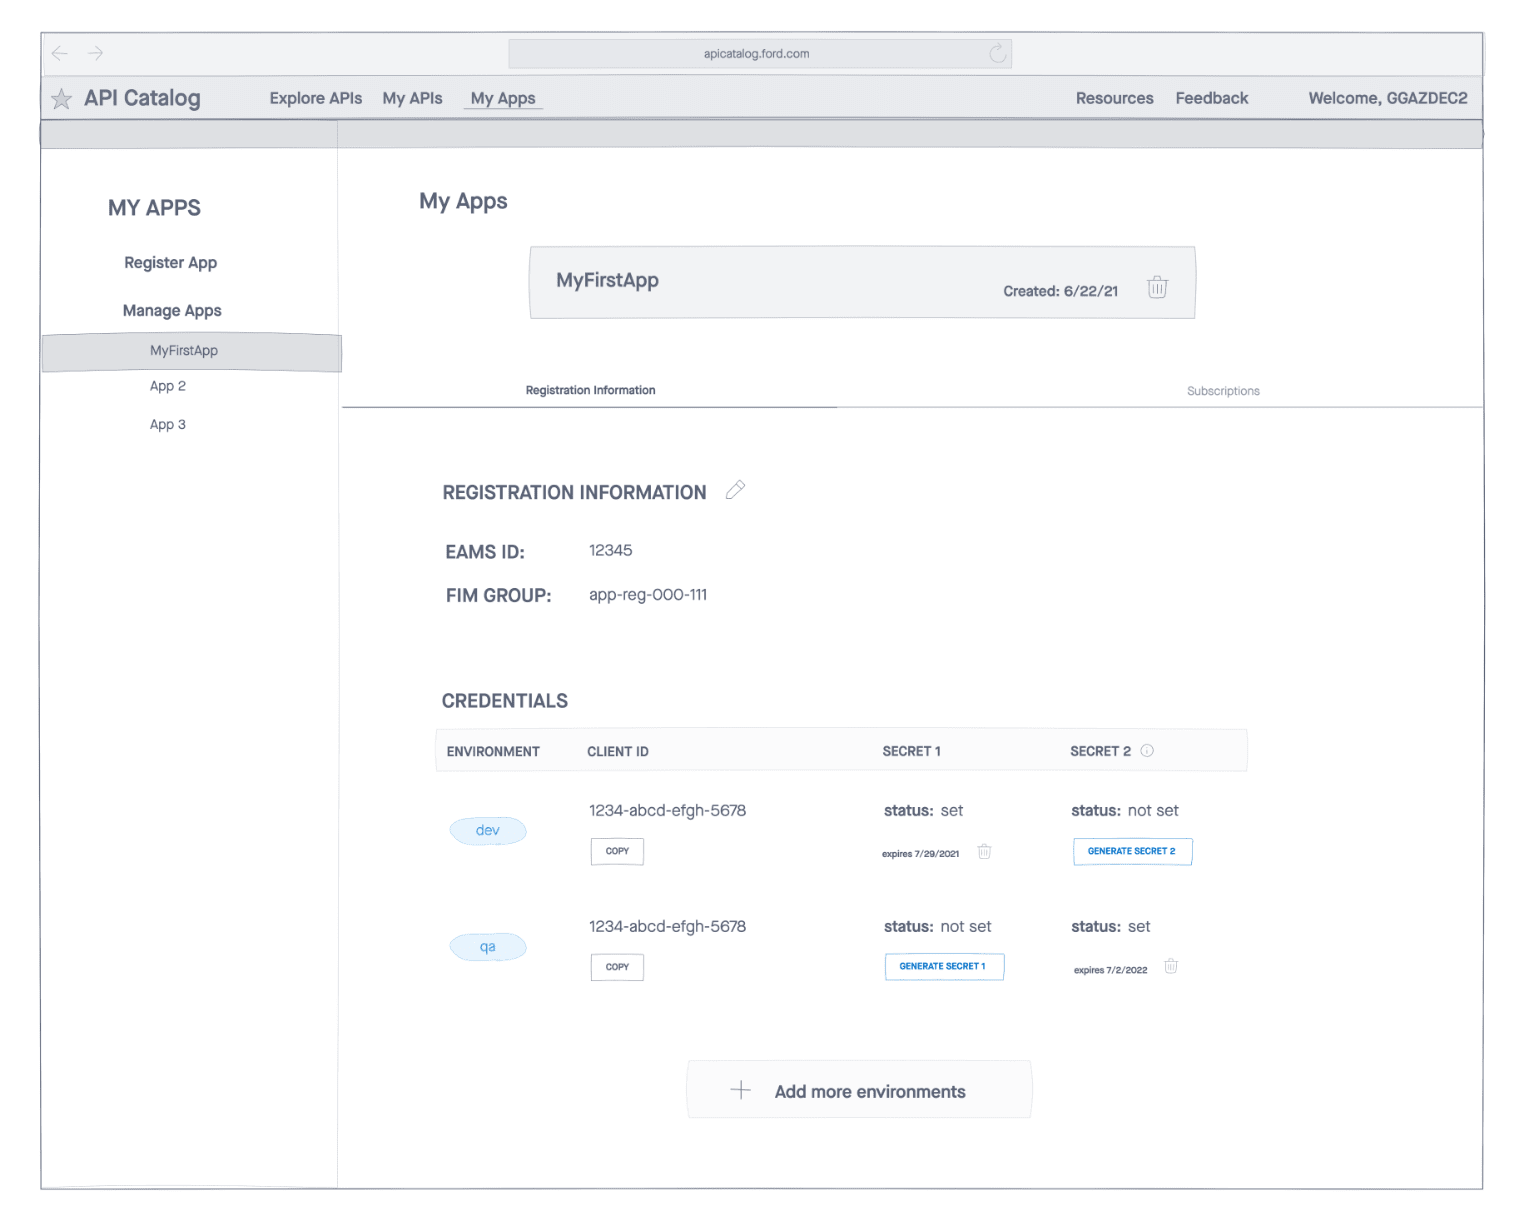 apicatalog.ford.com
API Catalog Explore APIs My APIs My Apps Resources Feedback Welcome, GGAZDEC2
MY APPS
Register App
Manage Apps
MyFirstApp
App 2
App 3
My Apps
MyFirstApp
Created: 6/22/21
Registration Information Subscriptions
REGISTRATION INFORMATION
EAMS ID: 12345
FIM GROUP: app-reg-000-111
CREDENTIALS
ENVIRONMENT CLIENT ID SECRET 1 SECRET 2
dev 1234-abcd-efgh-5678 status: set status: not set
COPY expires 7/29/2021 GENERATE SECRET 2
qa 1234-abcd-efgh-5678 status: not set status: set
COPY GENERATE SECRET 1 expires 7/2/2022
Add more environments